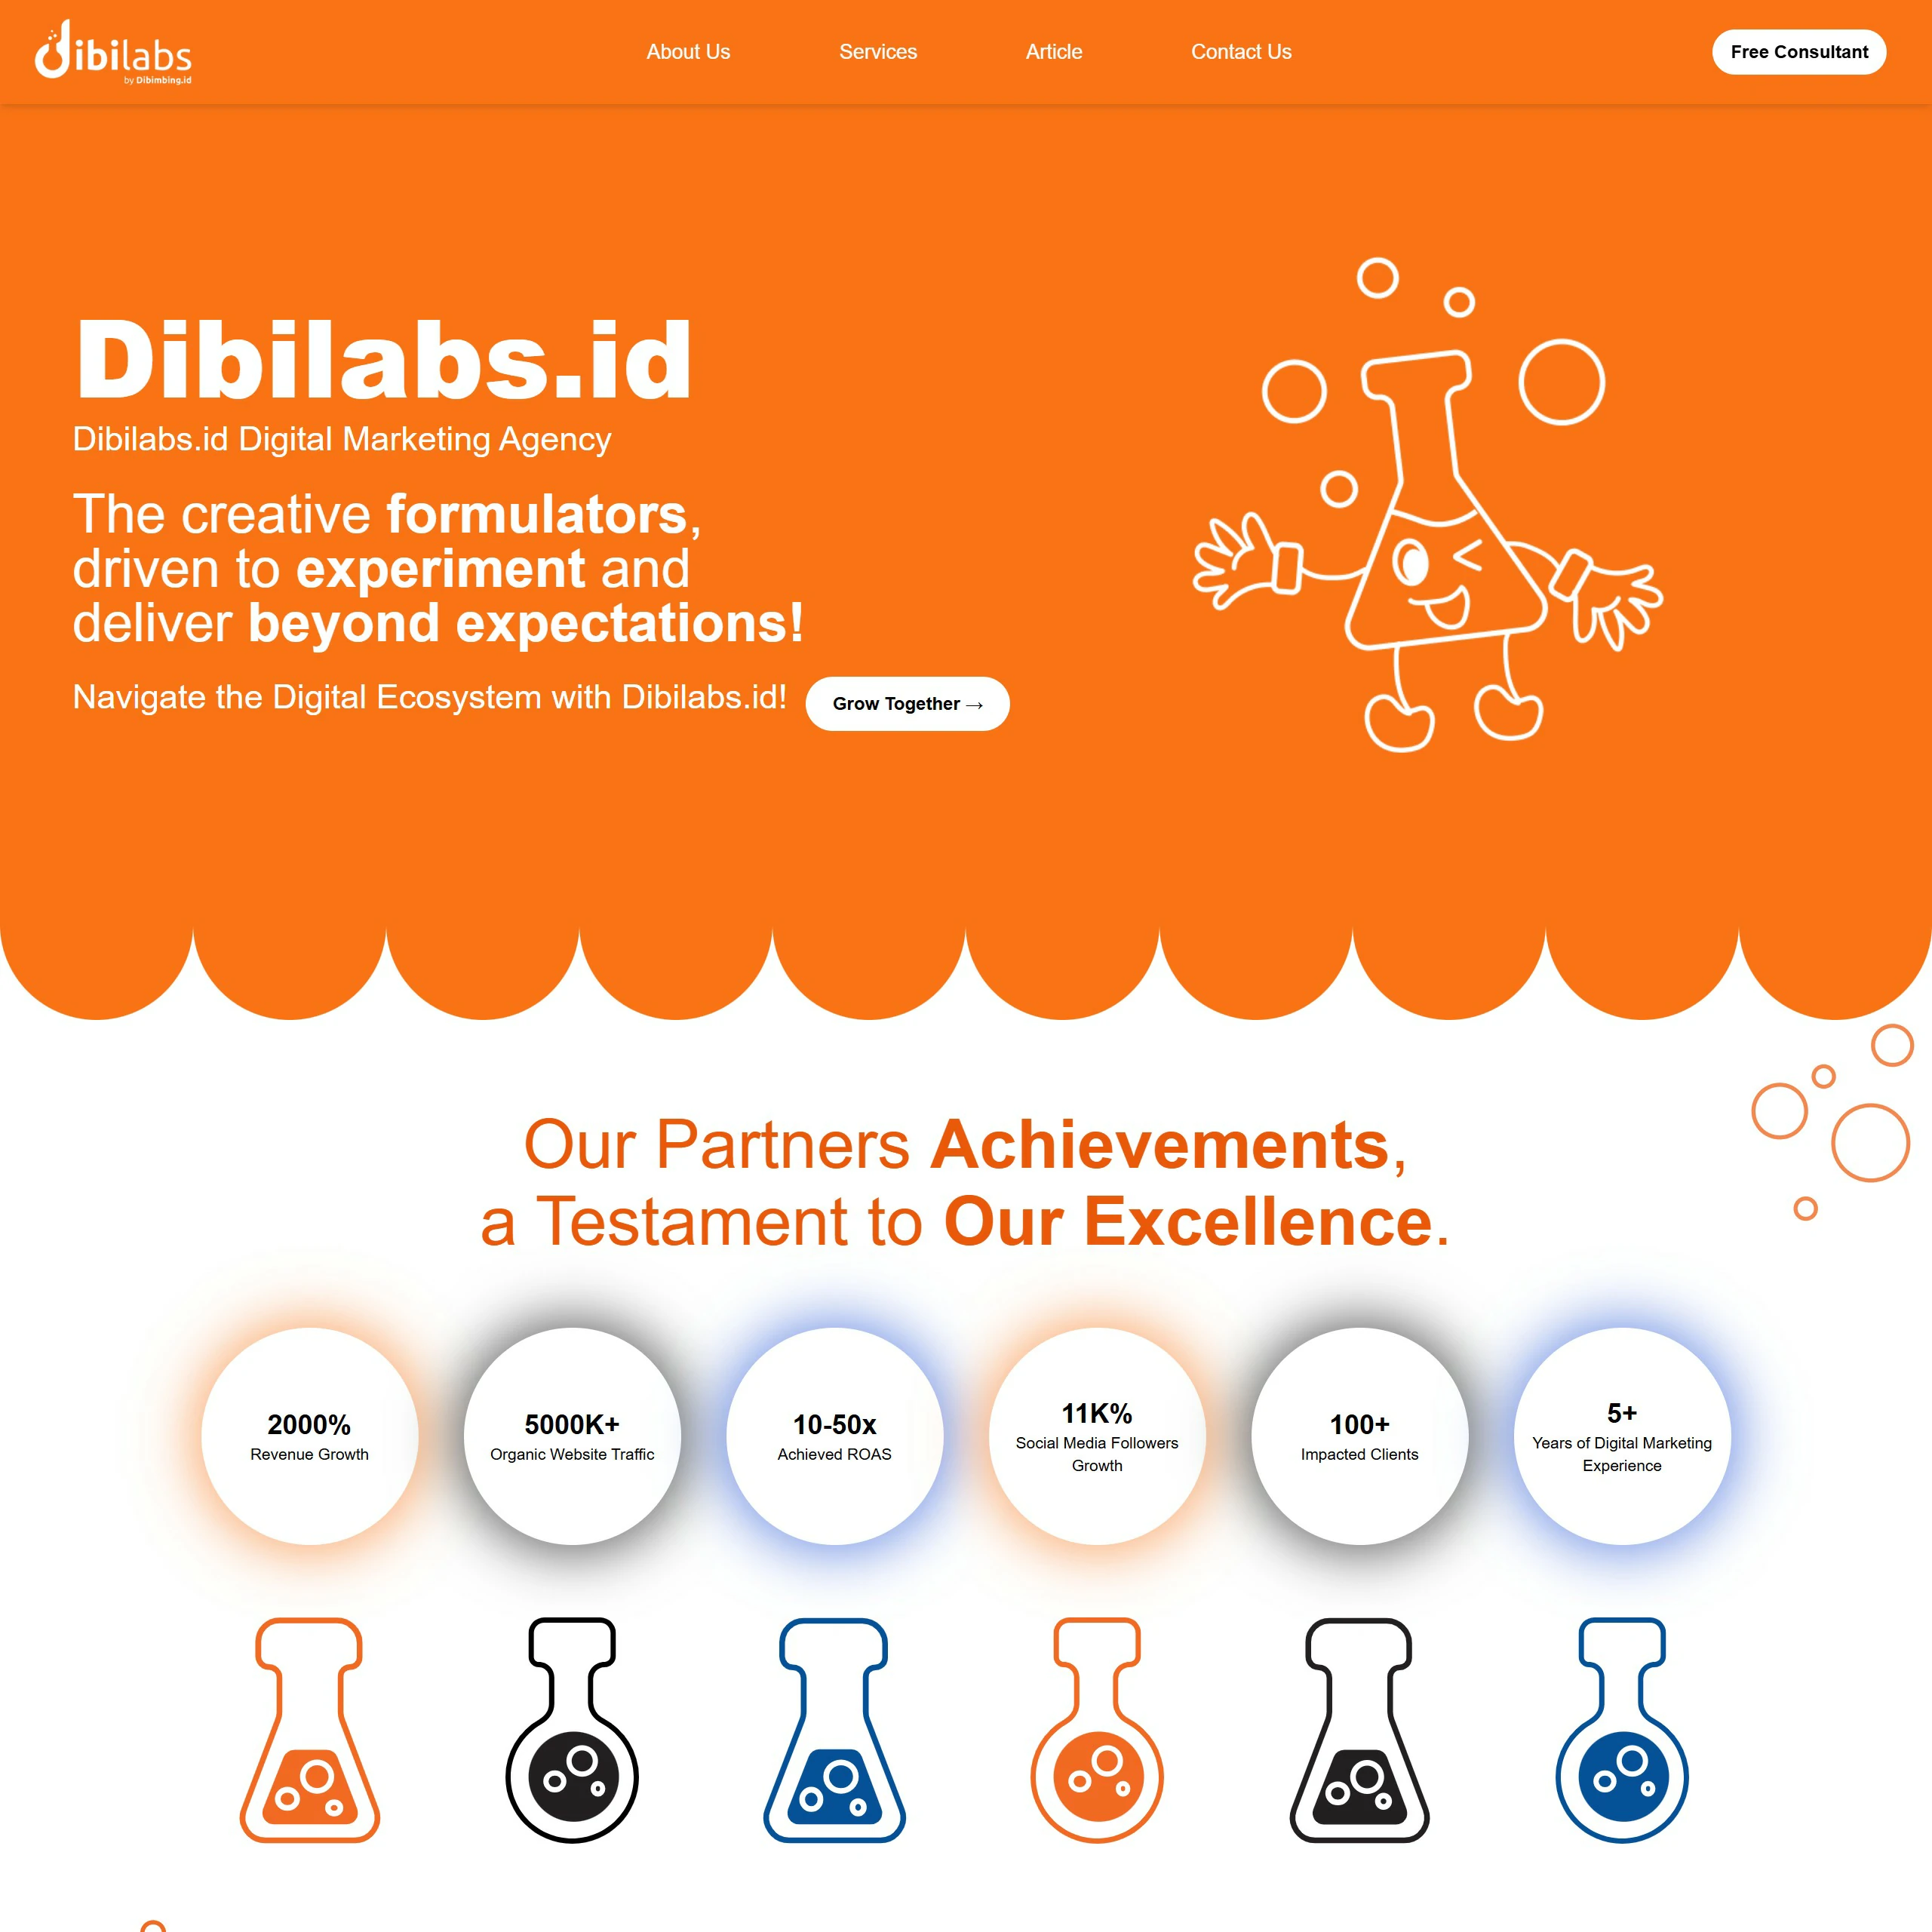 dibilabs
by Dibimbing.id
About Us
Services
Article
Contact Us
Free Consultant
Dibilabs.id
Dibilabs.id Digital Marketing Agency
The creative formulators,
driven to experiment and
deliver beyond expectations!
Navigate the Digital Ecosystem with Dibilabs.id!
Grow Together →
Our Partners Achievements,
a Testament to Our Excellence.
2000%
Revenue Growth
5000K+
Organic Website Traffic
10-50x
Achieved ROAS
11K%
Social Media Followers
Growth
100+
Impacted Clients
5+
Years of Digital Marketing
Experience